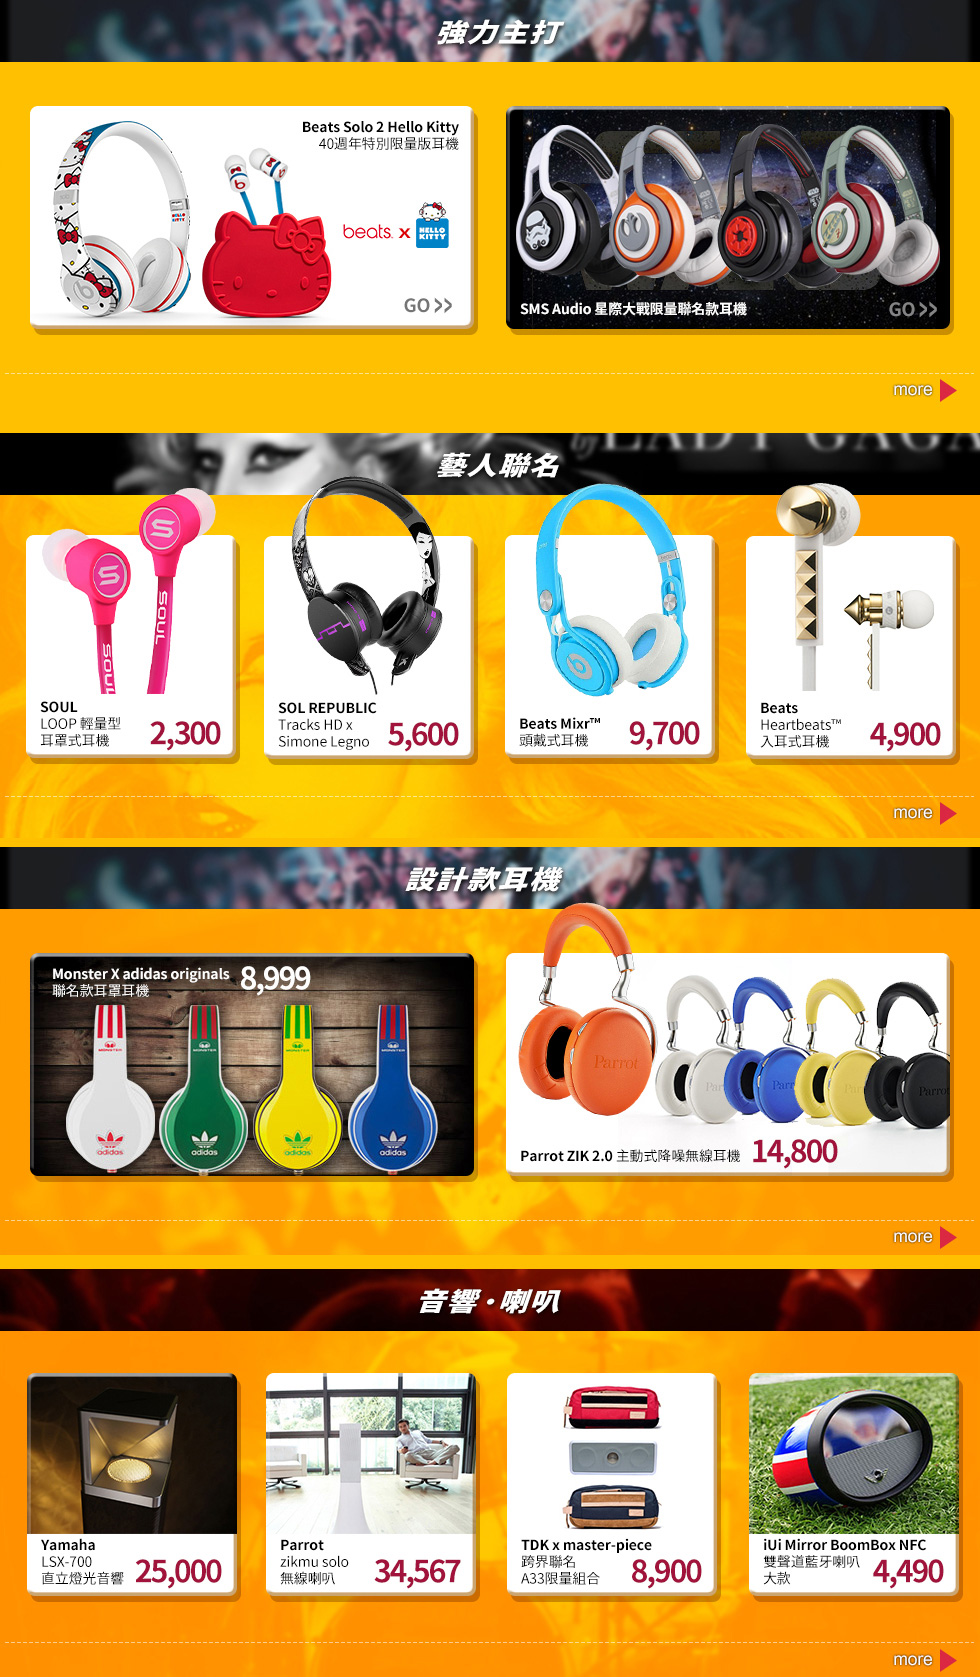 強力主打
Beats Solo 2 Hello Kitty
40週年特別限量版耳機
beats. x HELLO KITTY
GO >>
SMS Audio 星際大戰限量聯名款耳機
GO >>
more
by LADY GAGA
藝人聯名
SOUL
SOUL
SOUL
LOOP 輕量型
耳罩式耳機
2,300
SOL REPUBLIC
Tracks HD x
Simone Legno
5,600
Beats Mixr™
頭戴式耳機
9,700
Beats
Heartbeats™
入耳式耳機
4,900
more
設計款耳機
Monster X adidas originals 8,999
聯名款耳罩耳機
MONSTER
MONSTER
MONSTER
MONSTER
adidas
adidas
adidas
adidas
Parrot
Parrot
Parrot ZIK 2.0 主動式降噪無線耳機 14,800
more
音響‧喇叭
Yamaha
LSX-700
直立燈光音響
25,000
Parrot
zikmu solo
無線喇叭
34,567
TDK x master-piece
跨界聯名
A33限量組合
8,900
iUi Mirror BoomBox NFC
雙聲道藍牙喇叭
大款
4,490
more